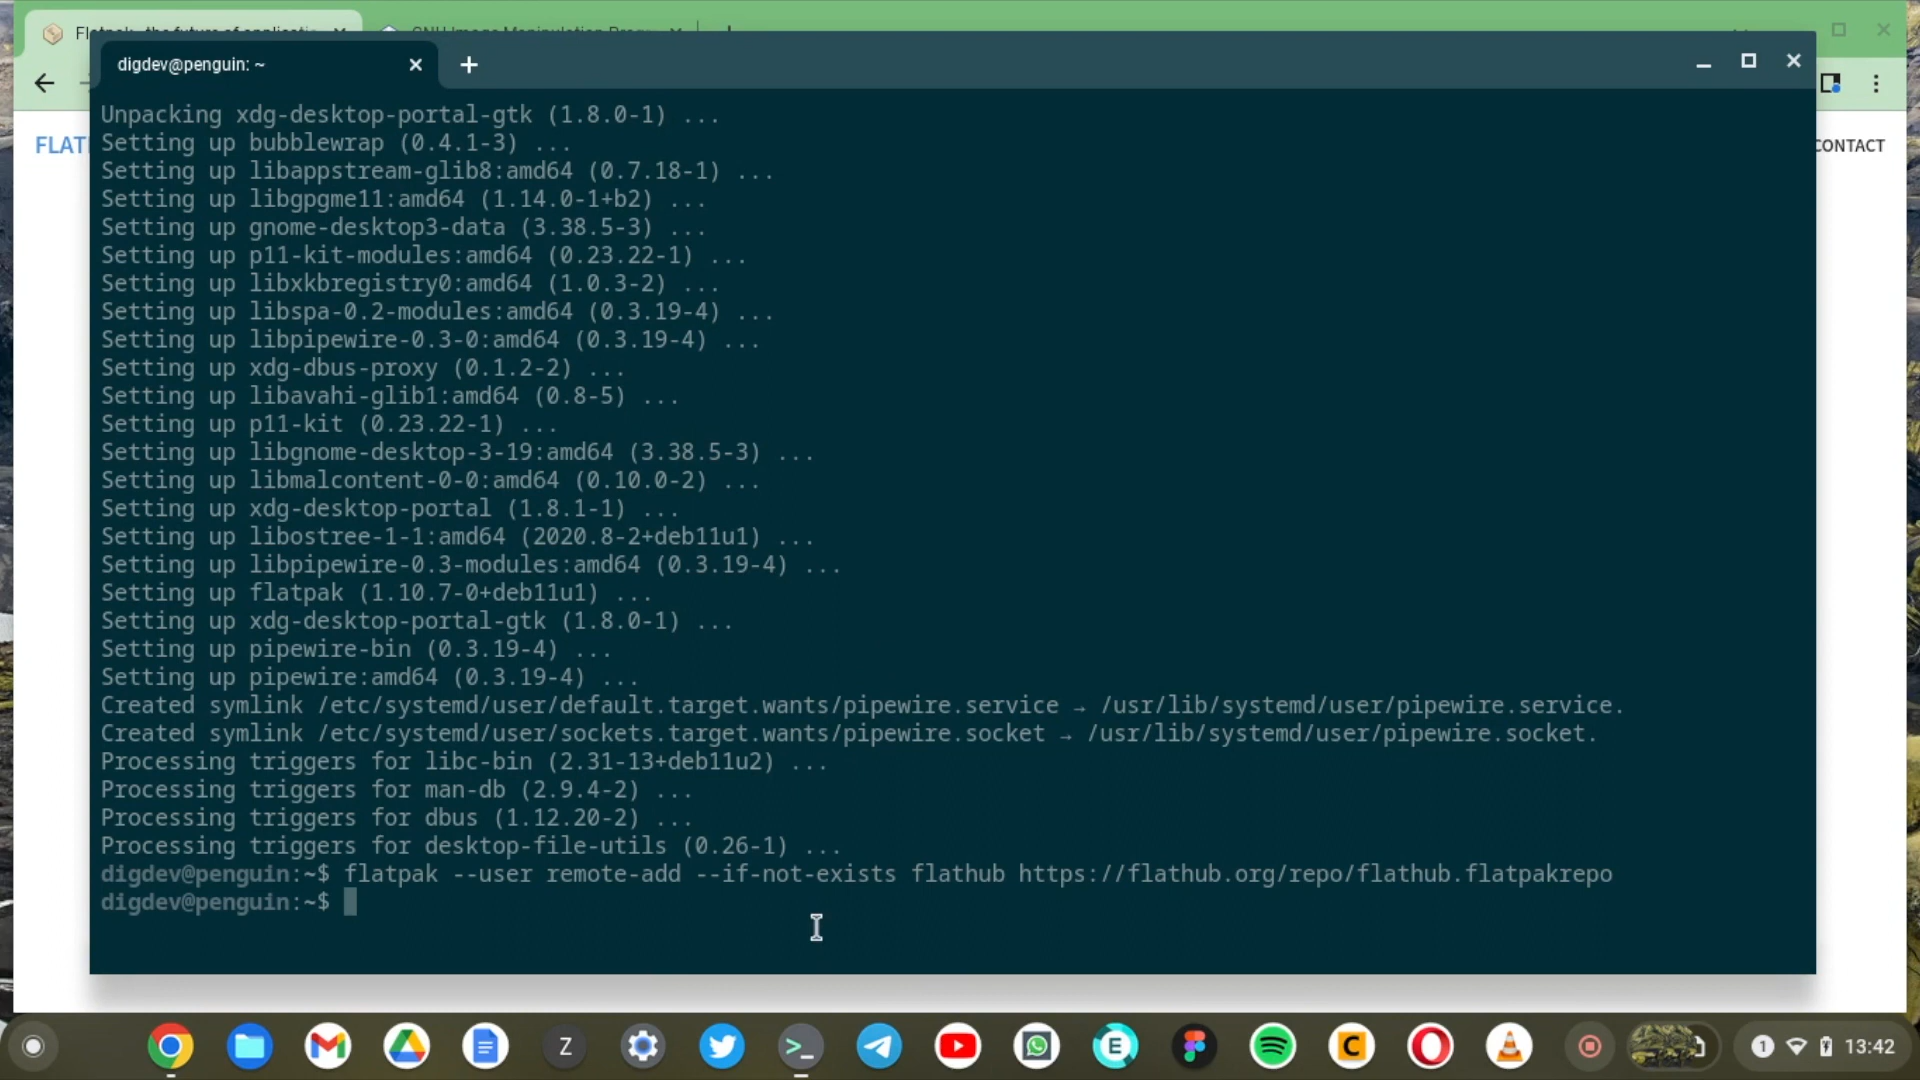 digdev@penguin: ~
FLAT
CONTACT
Unpacking xdg-desktop-portal-gtk (1.8.0-1) ...
Setting up bubblewrap (0.4.1-3) ...
Setting up libappstream-glib8:amd64 (0.7.18-1) ...
Setting up libgpgme11:amd64 (1.14.0-1+b2) ...
Setting up gnome-desktop3-data (3.38.5-3) ...
Setting up p11-kit-modules:amd64 (0.23.22-1) ...
Setting up libxkbregistry0:amd64 (1.0.3-2) ...
Setting up libspa-0.2-modules:amd64 (0.3.19-4) ...
Setting up libpipewire-0.3-0:amd64 (0.3.19-4) ...
Setting up xdg-dbus-proxy (0.1.2-2) ...
Setting up libavahi-glib1:amd64 (0.8-5) ...
Setting up p11-kit (0.23.22-1) ...
Setting up libgnome-desktop-3-19:amd64 (3.38.5-3) ...
Setting up libmalcontent-0-0:amd64 (0.10.0-2) ...
Setting up xdg-desktop-portal (1.8.1-1) ...
Setting up libostree-1-1:amd64 (2020.8-2+deb11u1) ...
Setting up libpipewire-0.3-modules:amd64 (0.3.19-4) ...
Setting up flatpak (1.10.7-0+deb11u1) ...
Setting up xdg-desktop-portal-gtk (1.8.0-1) ...
Setting up pipewire-bin (0.3.19-4) ...
Setting up pipewire:amd64 (0.3.19-4) ...
Created symlink /etc/systemd/user/default.target.wants/pipewire.service → /usr/lib/systemd/user/pipewire.service.
Created symlink /etc/systemd/user/sockets.target.wants/pipewire.socket → /usr/lib/systemd/user/pipewire.socket.
Processing triggers for libc-bin (2.31-13+deb11u2) ...
Processing triggers for man-db (2.9.4-2) ...
Processing triggers for dbus (1.12.20-2) ...
Processing triggers for desktop-file-utils (0.26-1) ...
digdev@penguin:~$ flatpak --user remote-add --if-not-exists flathub https://flathub.org/repo/flathub.flatpakrepo
digdev@penguin:~$
Z
E
C
1
13:42